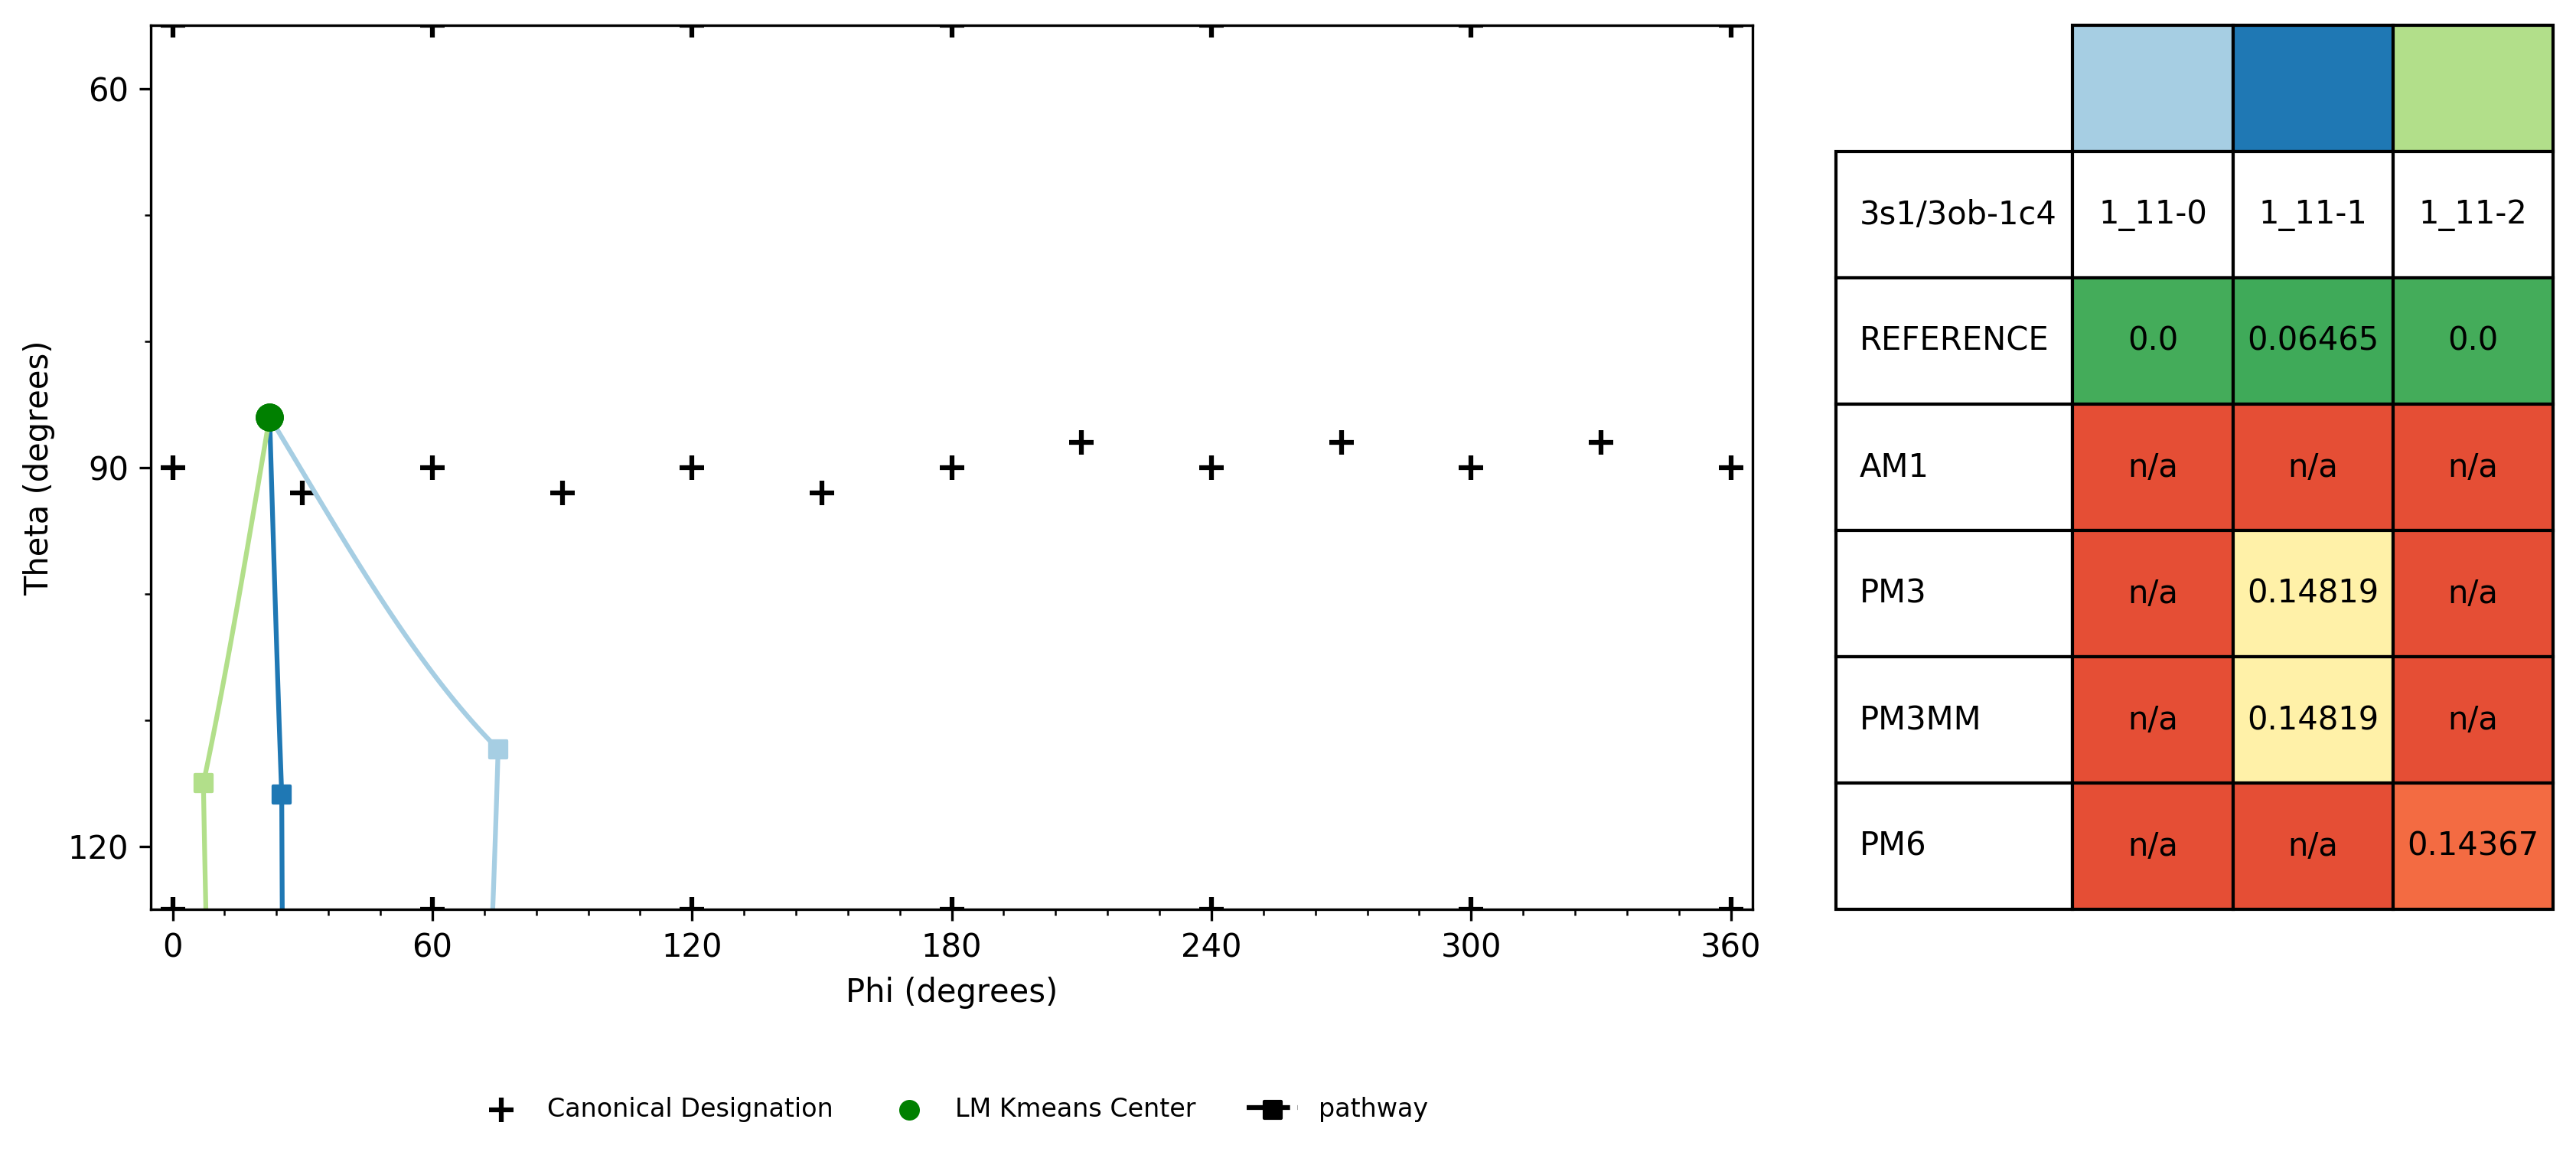 60
90
120
Theta (degrees)
0 60 120 180 240 300 360
Phi (degrees)
Canonical Designation LM Kmeans Center pathway
3s1/3ob-1c4 1_11-0 1_11-1 1_11-2
REFERENCE 0.0 0.06465 0.0
AM1 n/a n/a n/a
PM3 n/a 0.14819 n/a
PM3MM n/a 0.14819 n/a
PM6 n/a n/a 0.14367